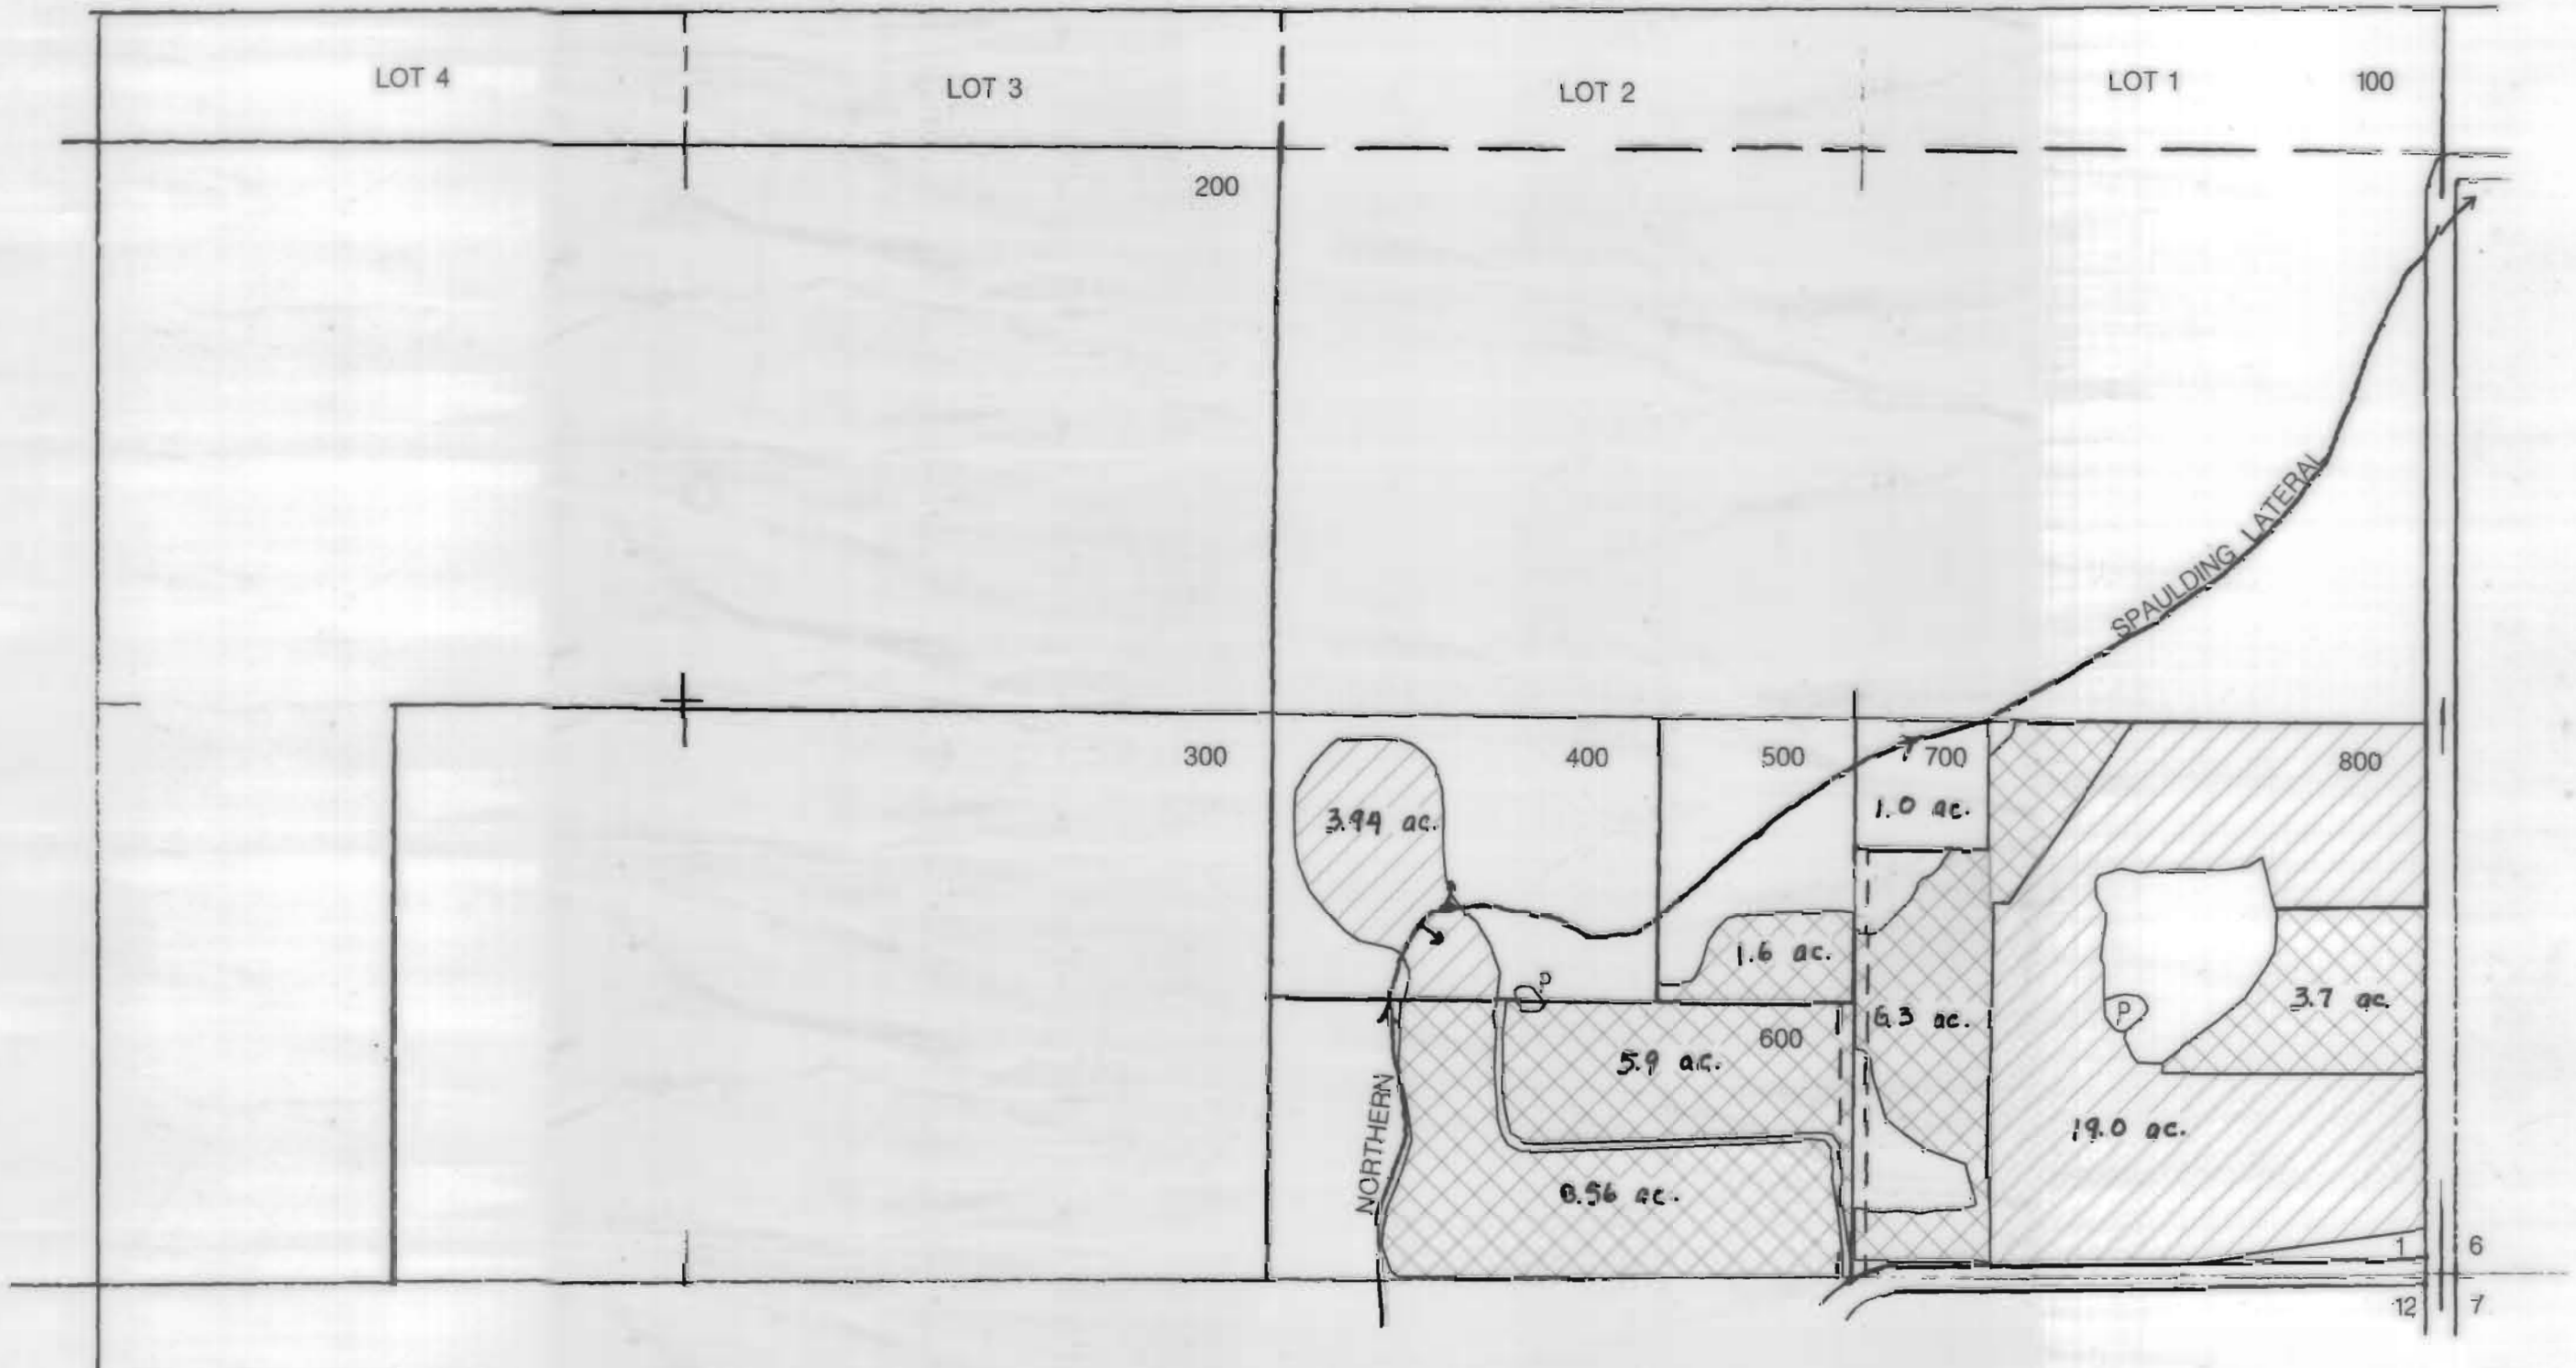 LOT 4
LOT 3
LOT 2
LOT 1
100
200
SPAULDING LATERAL
300
400
500
700
800
3.94 ac.
1.0 ac.
1.6 ac.
6.3 ac.
3.7 ac.
600
5.9 ac.
P
19.0 ac.
NORTHERN
8.56 ac.
1
6
12
7